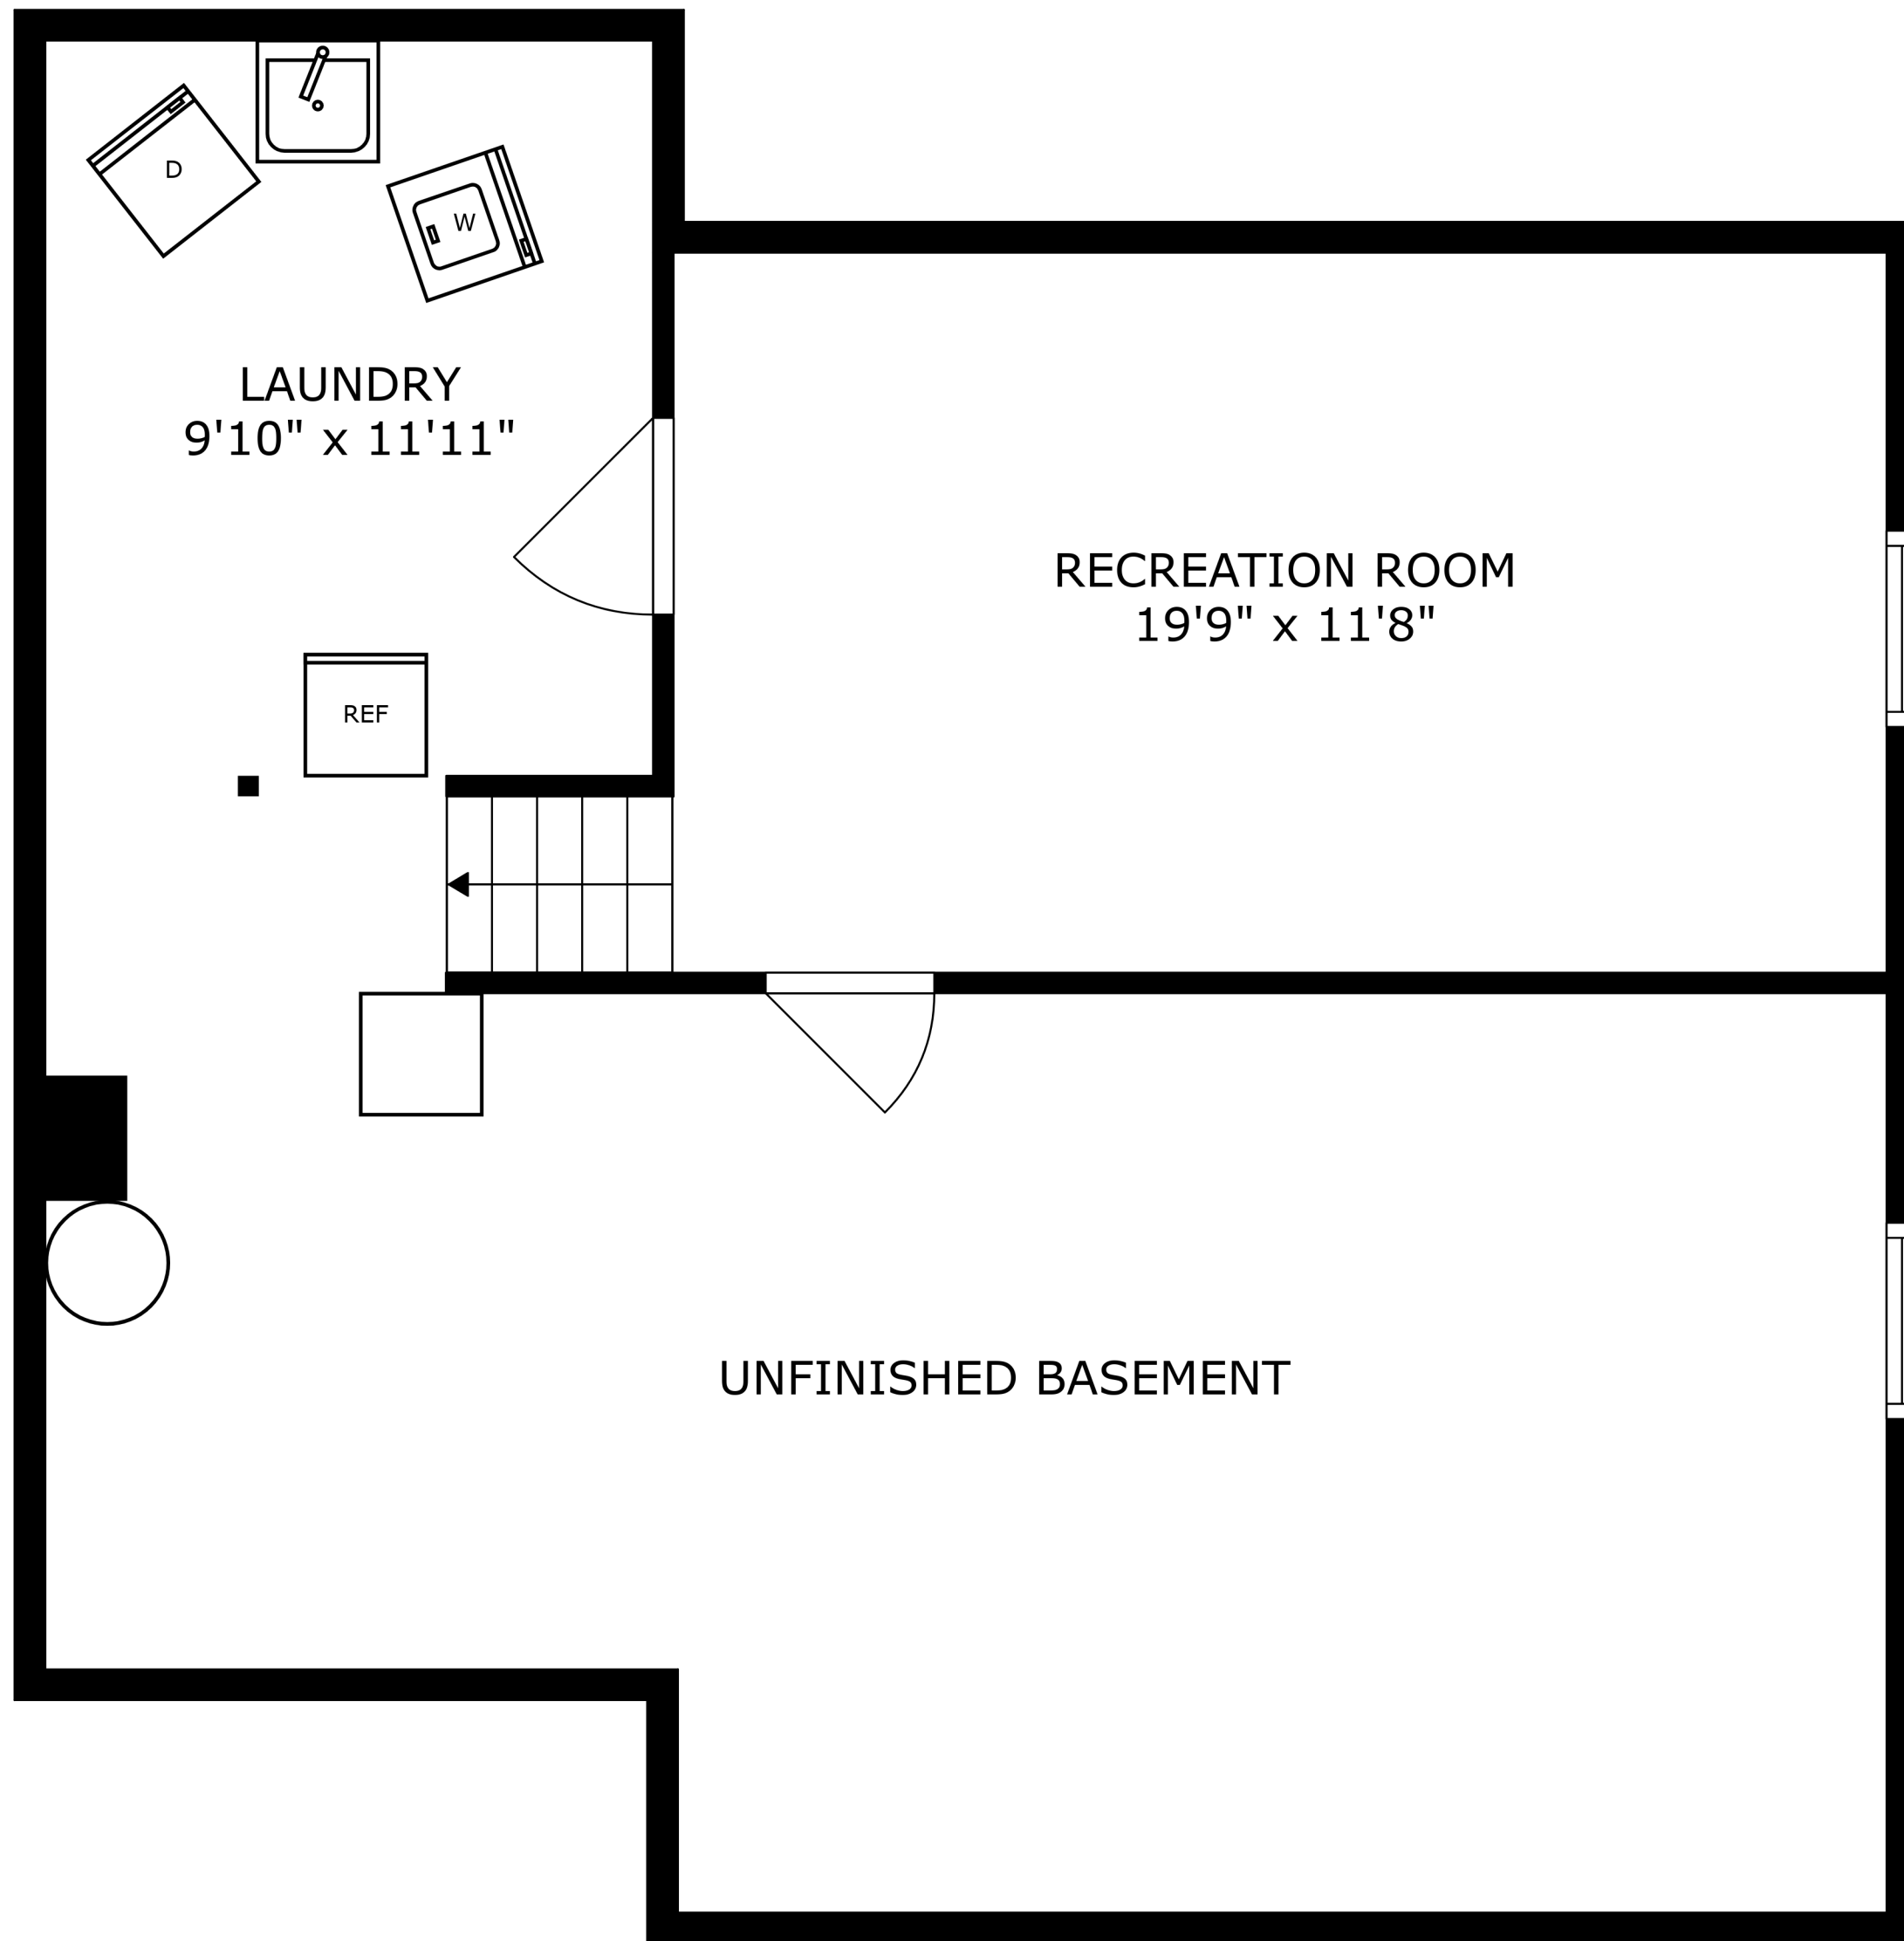 D
W
LAUNDRY
9'10" x 11'11"
RECREATION ROOM
19'9" x 11'8"
REF
UNFINISHED BASEMENT